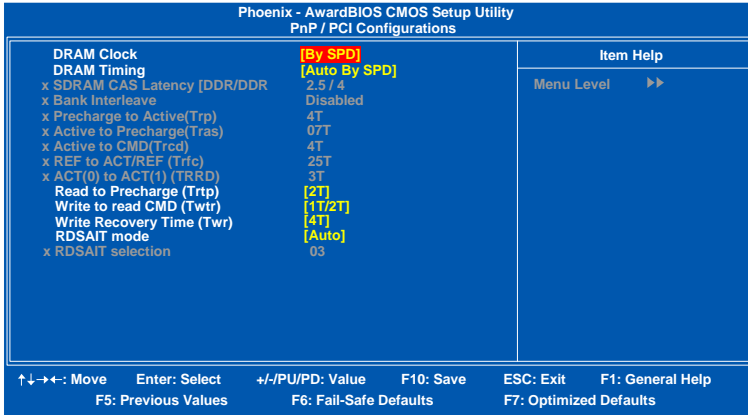 Phoenix - AwardBIOS CMOS Setup Utility
PnP / PCI Configurations
DRAM Clock [By SPD]
DRAM Timing [Auto By SPD]
x SDRAM CAS Latency [DDR/DDR 2.5 / 4
x Bank Interleave Disabled
x Precharge to Active(Trp) 4T
x Active to Precharge(Tras) 07T
x Active to CMD(Trcd) 4T
x REF to ACT/REF (Trfc) 25T
x ACT(0) to ACT(1) (TRRD) 3T
Read to Precharge (Trtp) [2T]
Write to read CMD (Twtr) [1T/2T]
Write Recovery Time (Twr) [4T]
RDSAIT mode [Auto]
x RDSAIT selection 03
Item Help
Menu Level ▶▶
↑↓→←: Move Enter: Select +/-/PU/PD: Value F10: Save ESC: Exit F1: General Help
F5: Previous Values F6: Fail-Safe Defaults F7: Optimized Defaults